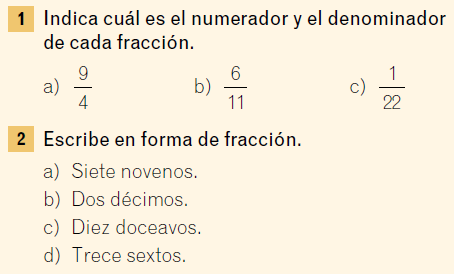 1 Indica cuál es el numerador y el denominador
de cada fracción.
a) 9/4 b) 6/11 c) 1/22
2 Escribe en forma de fracción.
a) Siete novenos.
b) Dos décimos.
c) Diez doceavos.
d) Trece sextos.